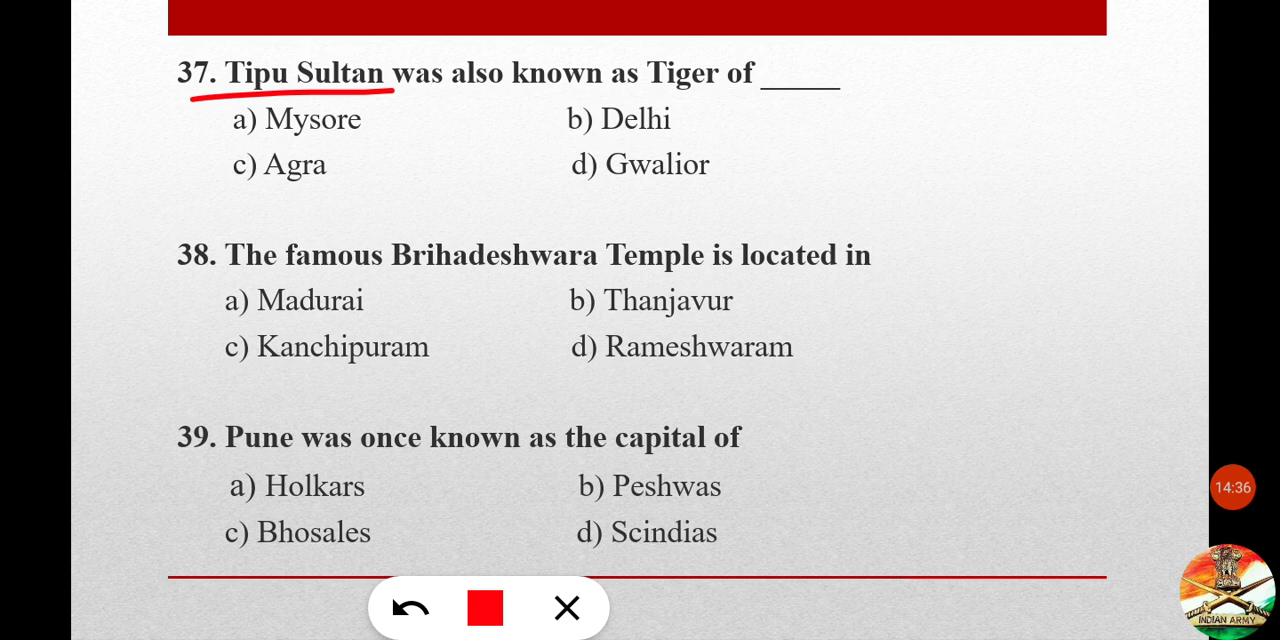 37. Tipu Sultan was also known as Tiger of _____
a) Mysore b) Delhi
c) Agra d) Gwalior
38. The famous Brihadeshwara Temple is located in
a) Madurai b) Thanjavur
c) Kanchipuram d) Rameshwaram
39. Pune was once known as the capital of
a) Holkars b) Peshwas
14:36
c) Bhosales d) Scindias
INDIAN ARMY